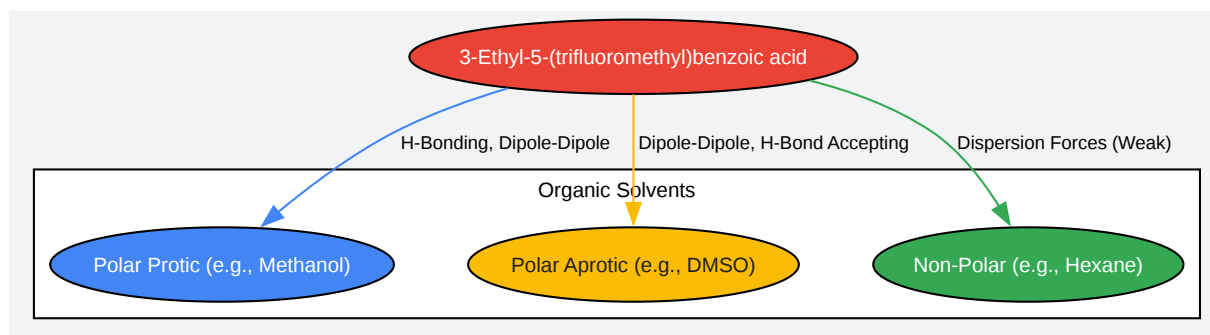 3-Ethyl-5-(trifluoromethyl)benzoic acid
H-Bonding, Dipole-Dipole
Dipole-Dipole, H-Bond Accepting
Dispersion Forces (Weak)
Organic Solvents
Polar Protic (e.g., Methanol)
Polar Aprotic (e.g., DMSO)
Non-Polar (e.g., Hexane)